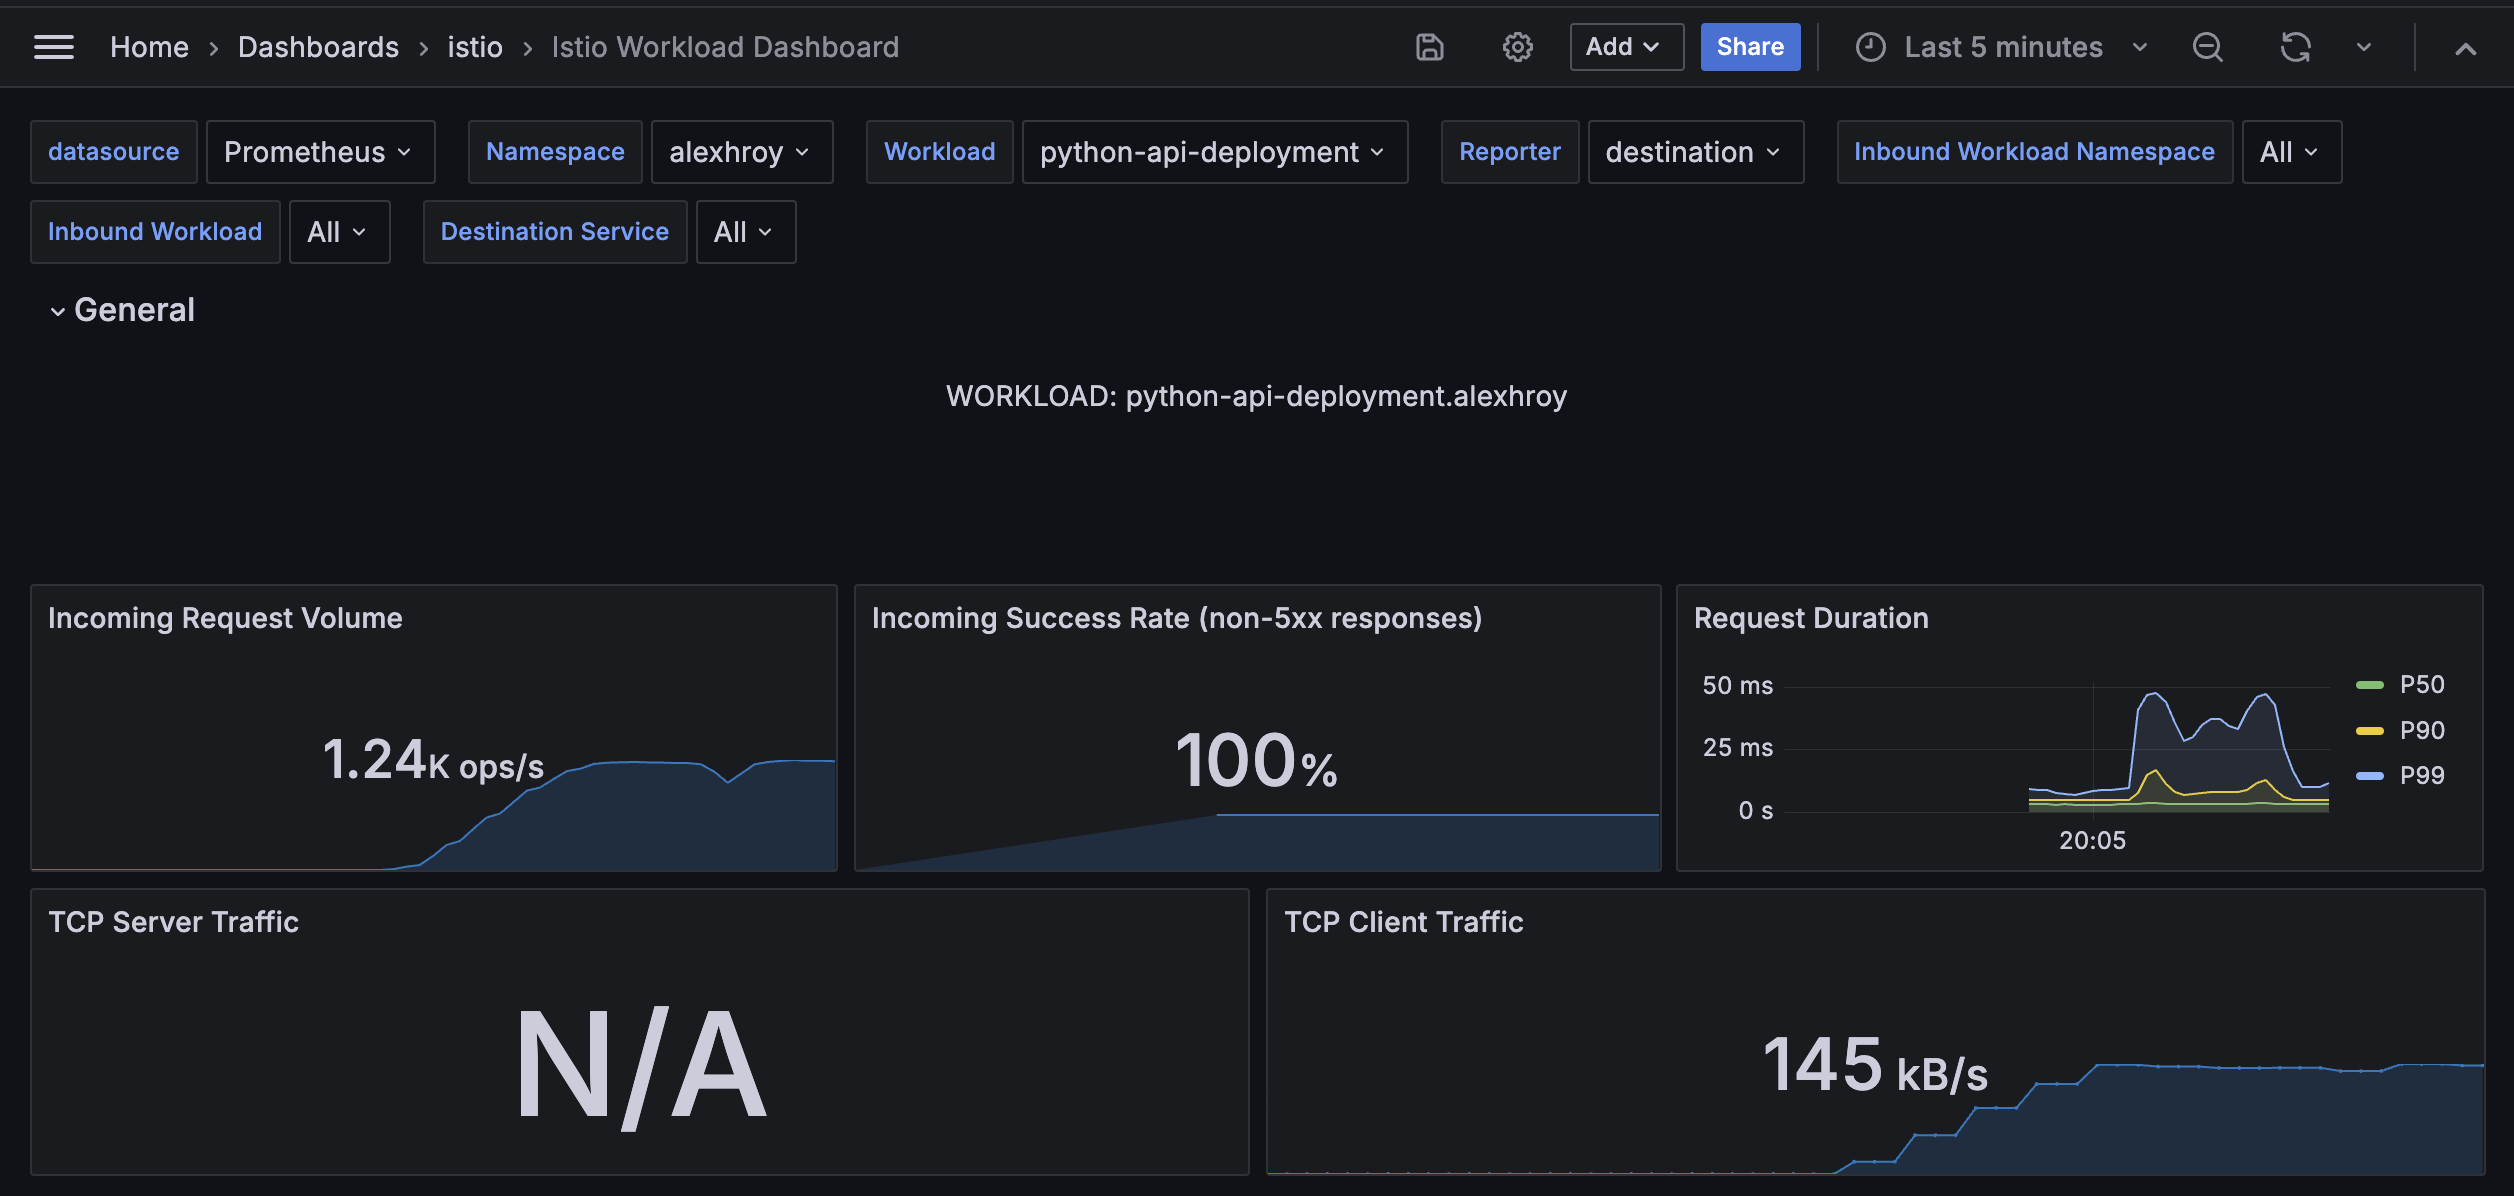 Home › Dashboards › istio › Istio Workload Dashboard Add Share Last 5 minutes
datasource Prometheus Namespace alexhroy Workload python-api-deployment Reporter destination Inbound Workload Namespace All
Inbound Workload All Destination Service All
General
WORKLOAD: python-api-deployment.alexhroy
Incoming Request Volume
1.24K ops/s
Incoming Success Rate (non-5xx responses)
100%
Request Duration
50 ms
25 ms
0 s
20:05
P50
P90
P99
TCP Server Traffic
N/A
TCP Client Traffic
145 kB/s